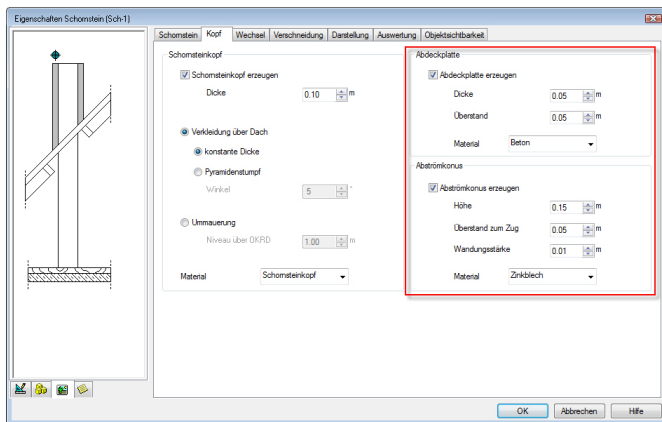 Eigenschaften Schornstein (Sch-1)
Schornstein Kopf Wechsel Verschneidung Darstellung Auswertung Objektsichtbarkeit
Schornsteinkopf
Schornsteinkopf erzeugen
Dicke 0.10 m
Verkleidung über Dach
konstante Dicke
Pyramidenstumpf
Winkel 5 °
Ummauerung
Niveau über OKRD 1.00 m
Material Schornsteinkopf
Abdeckplatte
Abdeckplatte erzeugen
Dicke 0.05 m
Überstand 0.05 m
Material Beton
Abströmkonus
Abströmkonus erzeugen
Höhe 0.15 m
Überstand zum Zug 0.05 m
Wandungsstärke 0.01 m
Material Zinkblech
OK Abbrechen Hilfe